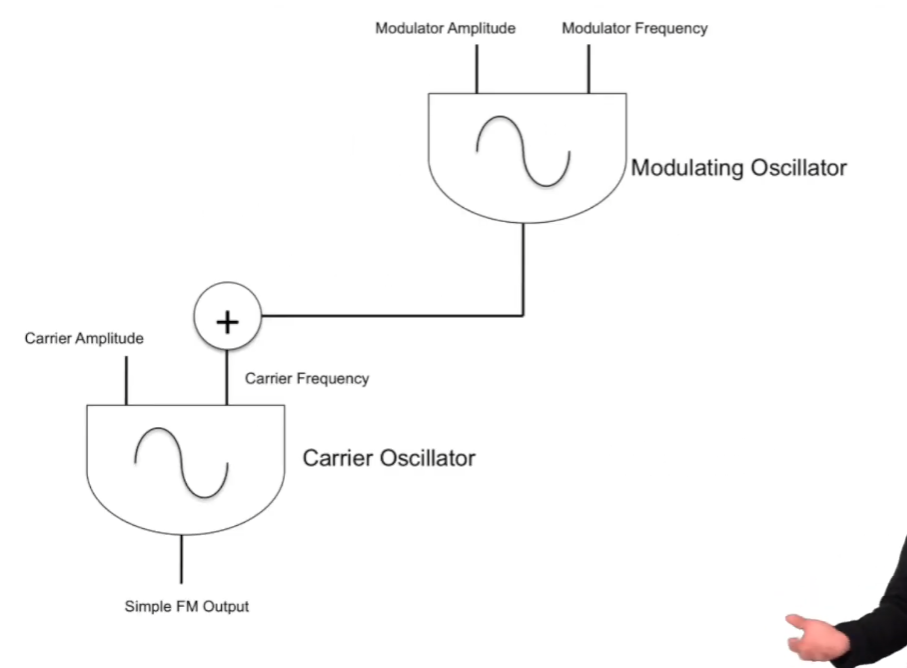 Modulator Amplitude
Modulator Frequency
Modulating Oscillator
+
Carrier Amplitude
Carrier Frequency
Carrier Oscillator
Simple FM Output